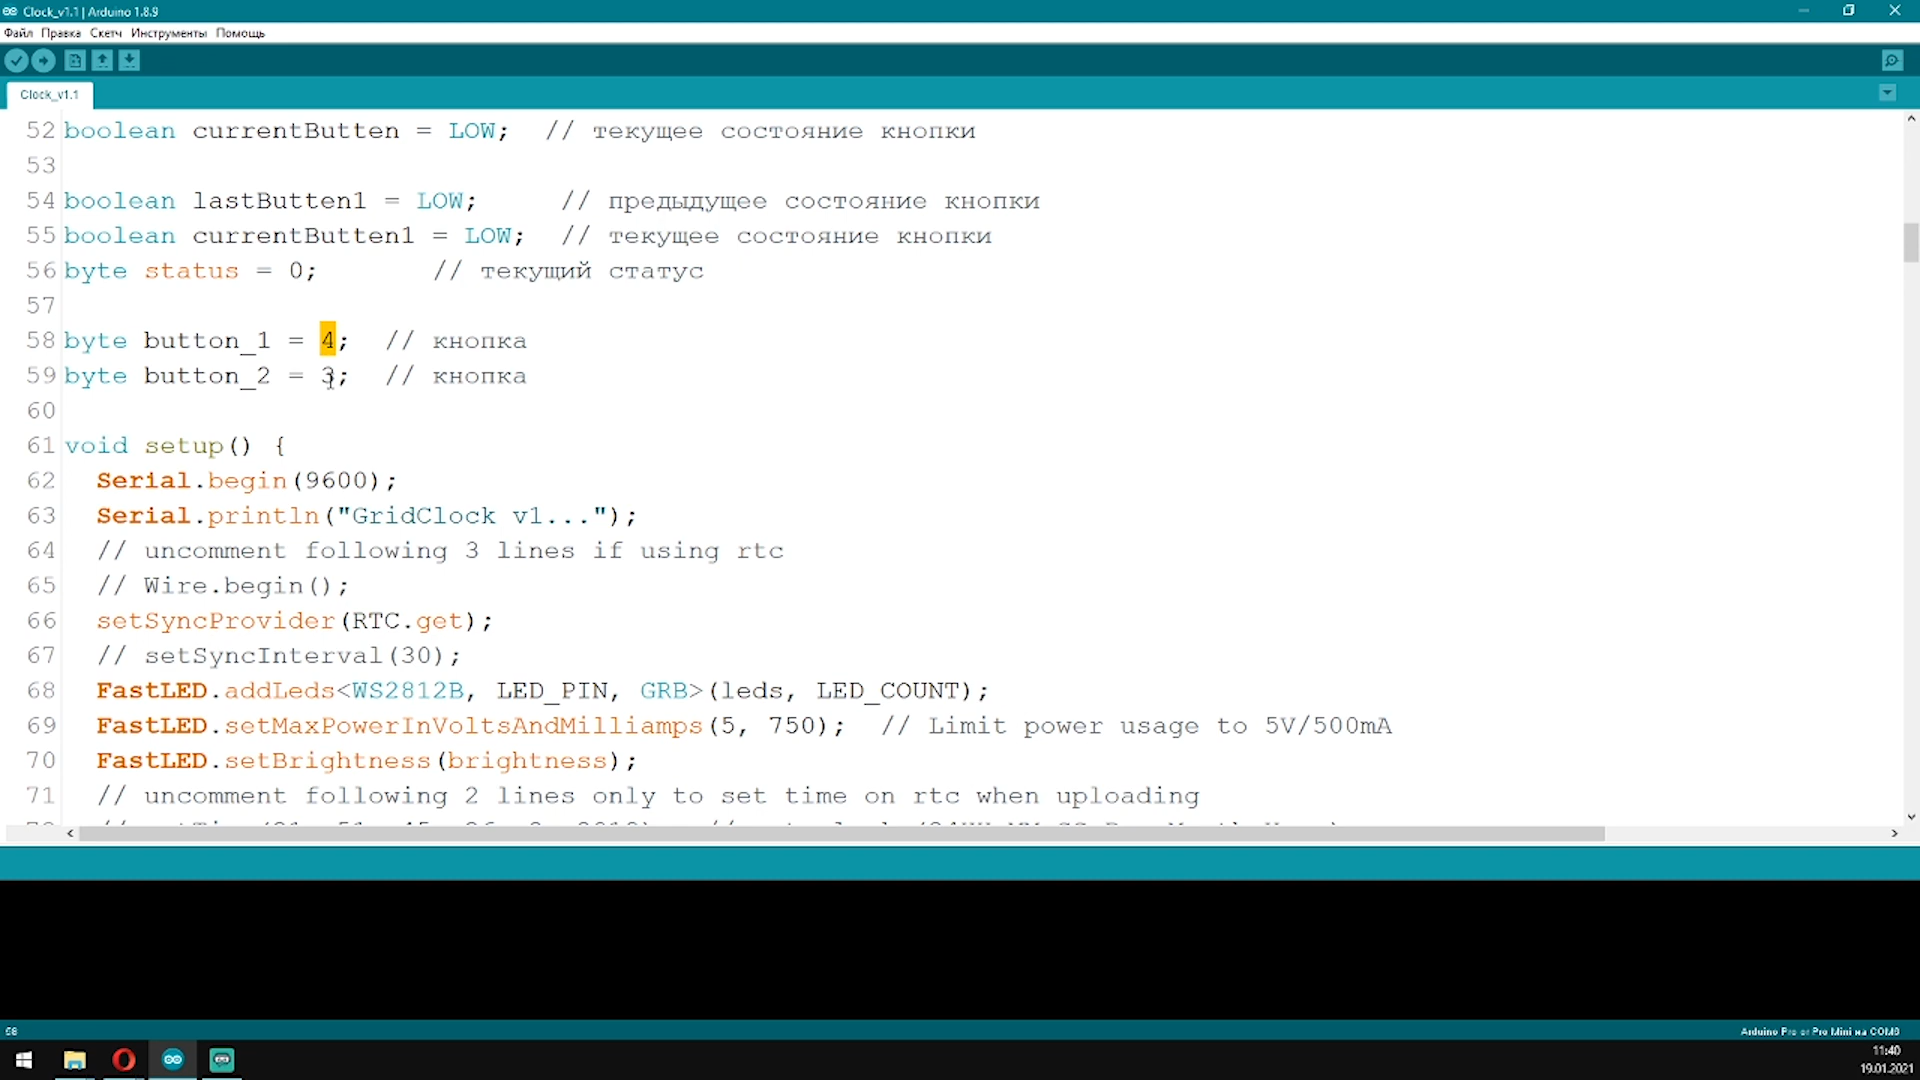 Clock_v1.1 | Arduino 1.8.9
Файл Правка Скетч Инструменты Помощь
Clock_v1.1
52 boolean currentButten = LOW; // текущее состояние кнопки
53
54 boolean lastButten1 = LOW; // предыдущее состояние кнопки
55 boolean currentButten1 = LOW; // текущее состояние кнопки
56 byte status = 0; // текущий статус
57
58 byte button_1 = 4; // кнопка
59 byte button_2 = 3; // кнопка
60
61 void setup() {
62 Serial.begin(9600);
63 Serial.println("GridClock v1...");
64 // uncomment following 3 lines if using rtc
65 // Wire.begin();
66 setSyncProvider(RTC.get);
67 // setSyncInterval(30);
68 FastLED.addLeds<WS2812B, LED_PIN, GRB>(leds, LED_COUNT);
69 FastLED.setMaxPowerInVoltsAndMilliamps(5, 750); // Limit power usage to 5V/500mA
70 FastLED.setBrightness(brightness);
71 // uncomment following 2 lines only to set time on rtc when uploading
58
Arduino Pro or Pro Mini на COM9
11:40
19.01.2021